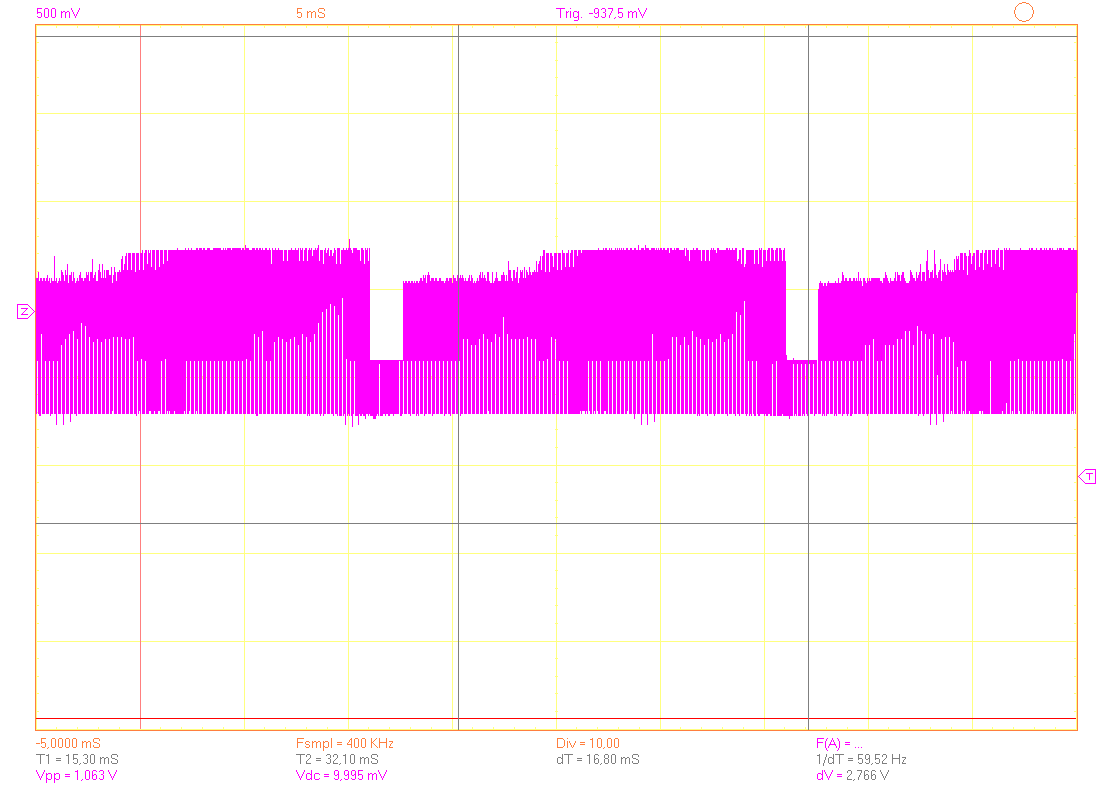 500 mV 5 mS Trig. -937,5 mV
Z
T
-5,0000 mS Fsmpl = 400 KHz Div = 10,00 F(A) = ...
T1 = 15,30 mS T2 = 32,10 mS dT = 16,80 mS 1/dT = 59,52 Hz
Vpp = 1,063 V Vdc = 9,995 mV dV = 2,766 V